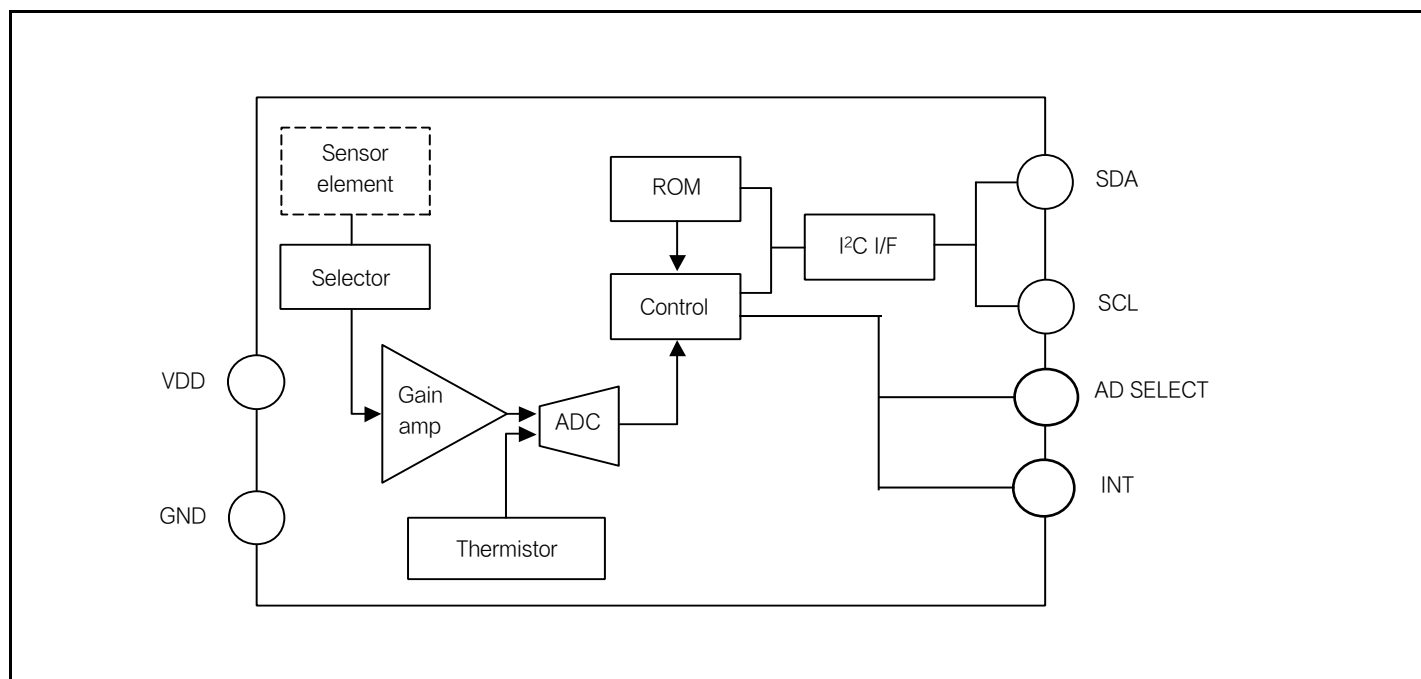 Sensor
element
ROM
SDA
I²C I/F
Selector
Control
SCL
VDD
Gain
amp
ADC
AD SELECT
INT
GND
Thermistor